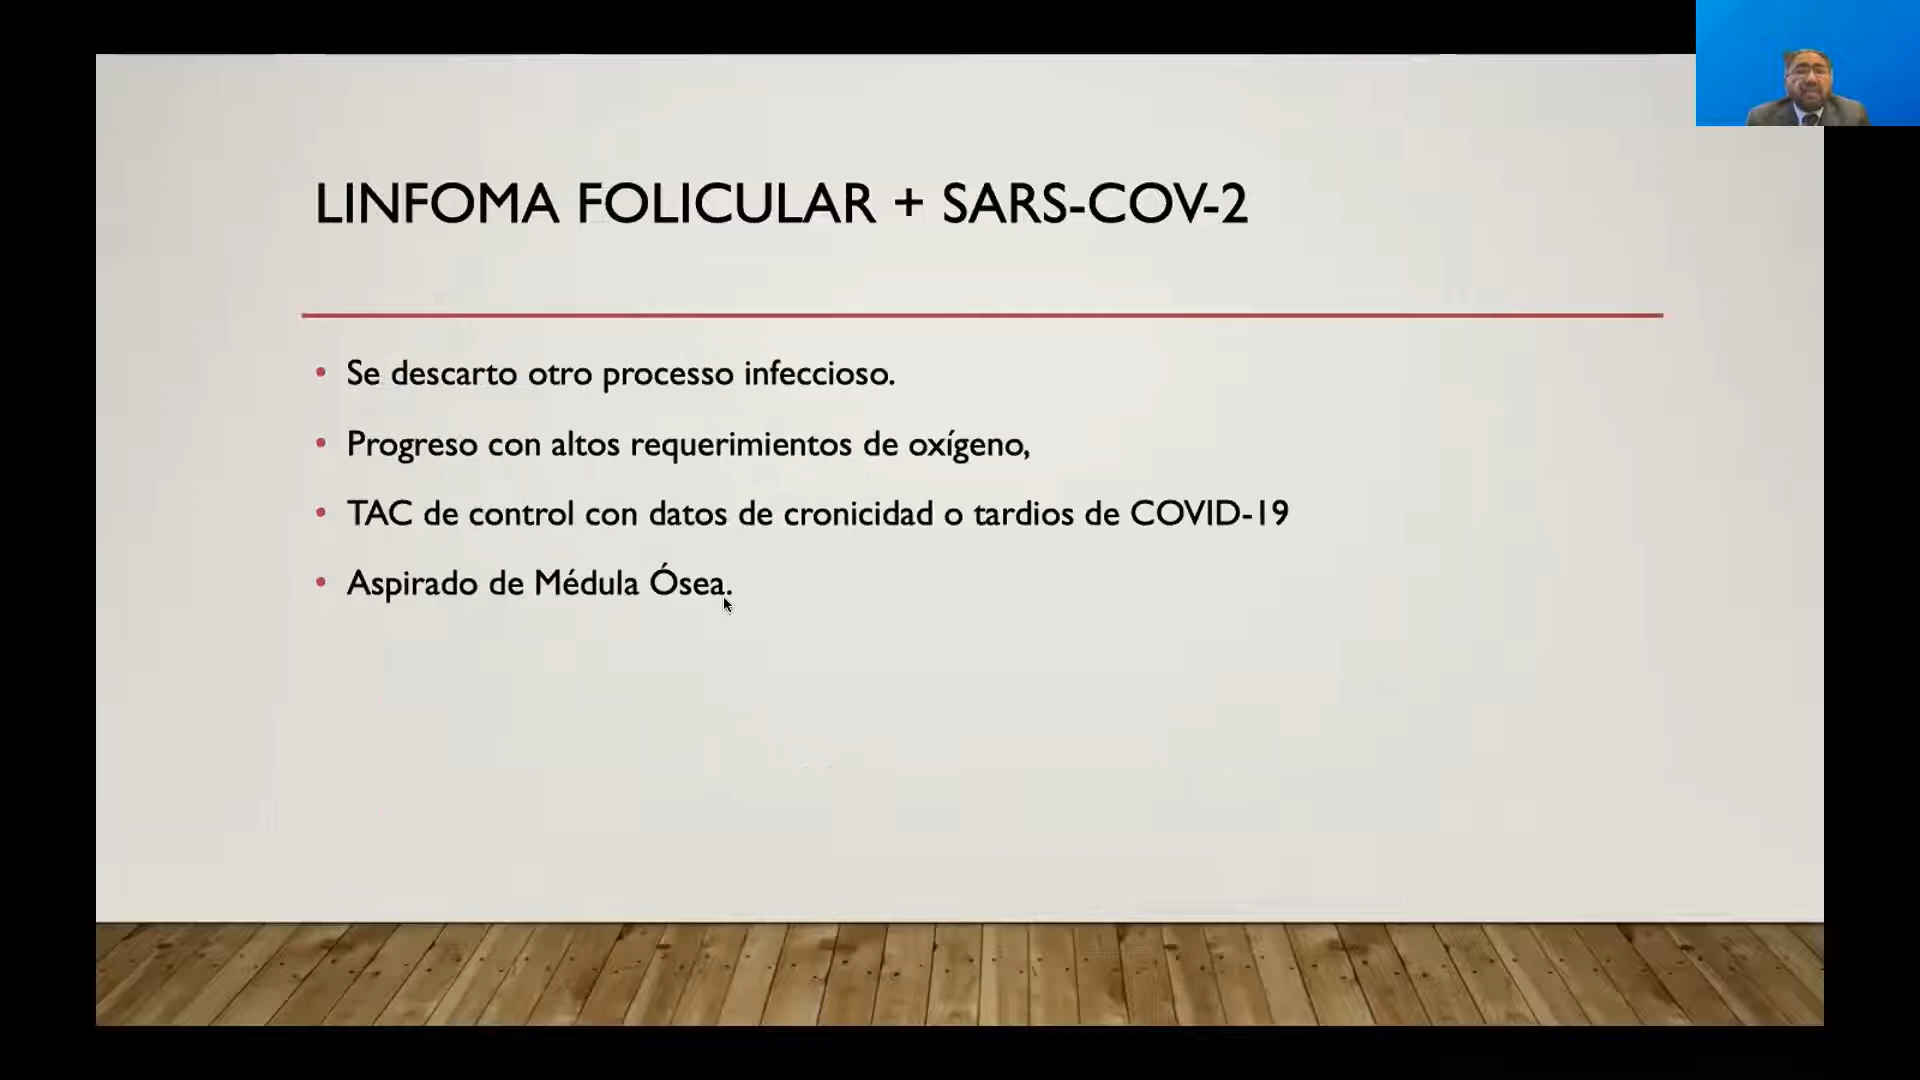 LINFOMA FOLICULAR + SARS-COV-2
• Se descarto otro processo infeccioso.
• Progreso con altos requerimientos de oxígeno,
• TAC de control con datos de cronicidad o tardios de COVID-19
• Aspirado de Médula Ósea.